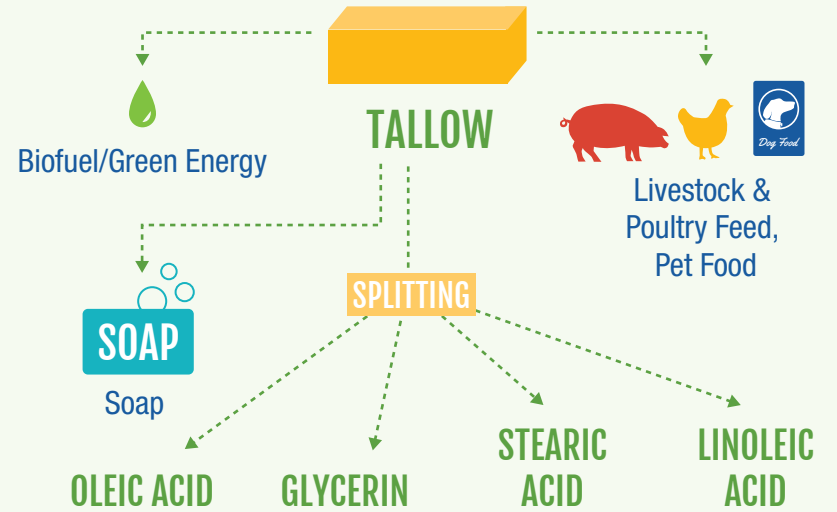 TALLOW
Biofuel/Green Energy
Dog Food
Livestock &
Poultry Feed,
Pet Food
SPLITTING
SOAP
Soap
OLEIC ACID
GLYCERIN
STEARIC
ACID
LINOLEIC
ACID